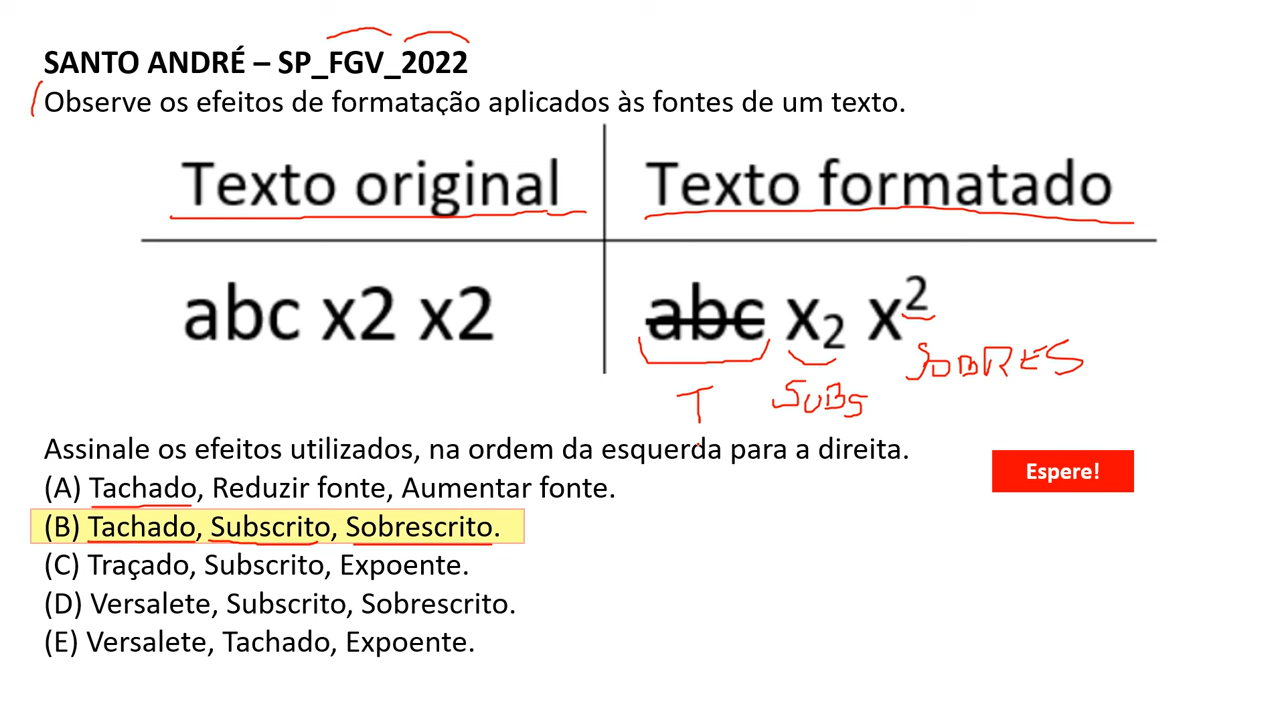 SANTO ANDRÉ – SP_FGV_2022
Observe os efeitos de formatação aplicados às fontes de um texto.
Texto original Texto formatado
abc x2 x2 abc x2 x2
T SUBS SOBRES
Assinale os efeitos utilizados, na ordem da esquerda para a direita.
(A) Tachado, Reduzir fonte, Aumentar fonte.
Espere!
(B) Tachado, Subscrito, Sobrescrito.
(C) Traçado, Subscrito, Expoente.
(D) Versalete, Subscrito, Sobrescrito.
(E) Versalete, Tachado, Expoente.